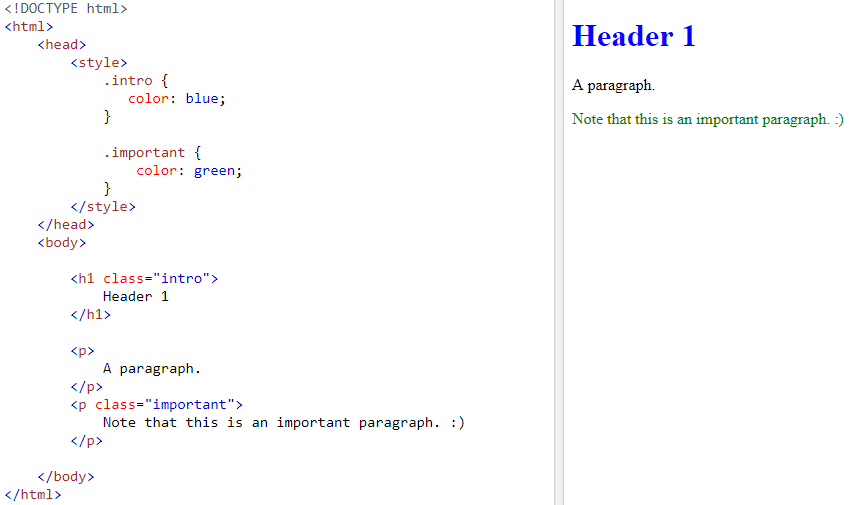 <!DOCTYPE html>
<html>
    <head>
        <style>
            .intro {
               color: blue;
            }

            .important {
                color: green;
            }
        </style>
    </head>
    <body>

        <h1 class="intro">
            Header 1
        </h1>

        <p>
            A paragraph.
        </p>
        <p class="important">
            Note that this is an important paragraph. :)
        </p>

    </body>
</html>
Header 1
A paragraph.
Note that this is an important paragraph. :)